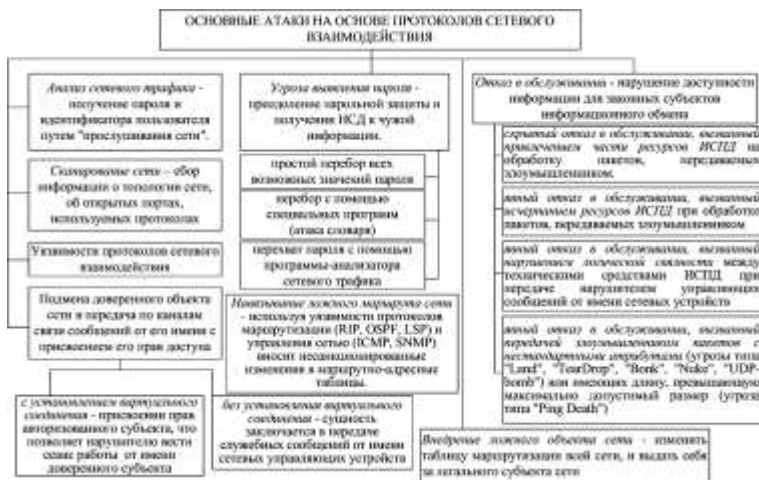 ОСНОВНЫЕ АТАКИ НА ОСНОВЕ ПРОТОКОЛОВ СЕТЕВОГО
ВЗАИМОДЕЙСТВИЯ
Анализ сетевого трафика -
получение пароля и
идентификатора пользователя
путем "прослушивания сети".
Сканирование сети – сбор
информации о топологии сети,
об открытых портах,
используемых протоколах
Уязвимости протоколов сетевого
взаимодействия
Подмена доверенного объекта
сети и передача по каналам
связи сообщений от его имени с
присвоением его прав доступа
с установлением виртуального
соединения - присвоении прав
авторизованного субъекта, что
позволяет нарушителю вести
сеанс работы от имени
доверенного субъекта
Угроза выявления пароля -
преодоление парольной защиты и
получения НСД к чужой
информации.
простой перебор всех
возможных значений пароля
перебор с помощью
специальных программ
(атака словаря)
перехват пароля с помощью
программы-анализатора
сетевого трафика
Навязывание ложного маршрута сети
- используя уязвимости протоколов
маршрутизации (RIP, OSPF, LSP) и
управления сетью (ICMP, SNMP)
вносит несанкционированные
изменения в маршрутно-адресные
таблицы.
без установления виртуального
соединения - сущность
заключается в передаче
служебных сообщений от имени
сетевых управляющих устройств
Отказ в обслуживании - нарушение доступности
информации для законных субъектов
информационного обмена
скрытый отказ в обслуживании, вызванный
привлечением части ресурсов ИСПД на
обработку пакетов, передаваемых
злоумышленником.
явный отказ в обслуживании, вызванный
исчерпанием ресурсов ИСПД при обработке
пакетов, передаваемых злоумышленником
явный отказ в обслуживании, вызванный
нарушением логической связности между
техническими средствами ИСПД при
передаче нарушителем управляющих
сообщений от имени сетевых устройств
явный отказ в обслуживании, вызванный
передачей злоумышленником пакетов с
нестандартными атрибутами (угрозы типа
"Land", "TearDrop", "Bonk", "Nuke", "UDP-
bomb") или имеющих длину, превышающую
максимально допустимый размер (угроза
типа "Ping Death")
Внедрение ложного объекта сети - изменять
таблицу маршрутизации всей сети, и выдать себя
за легального субъекта сети